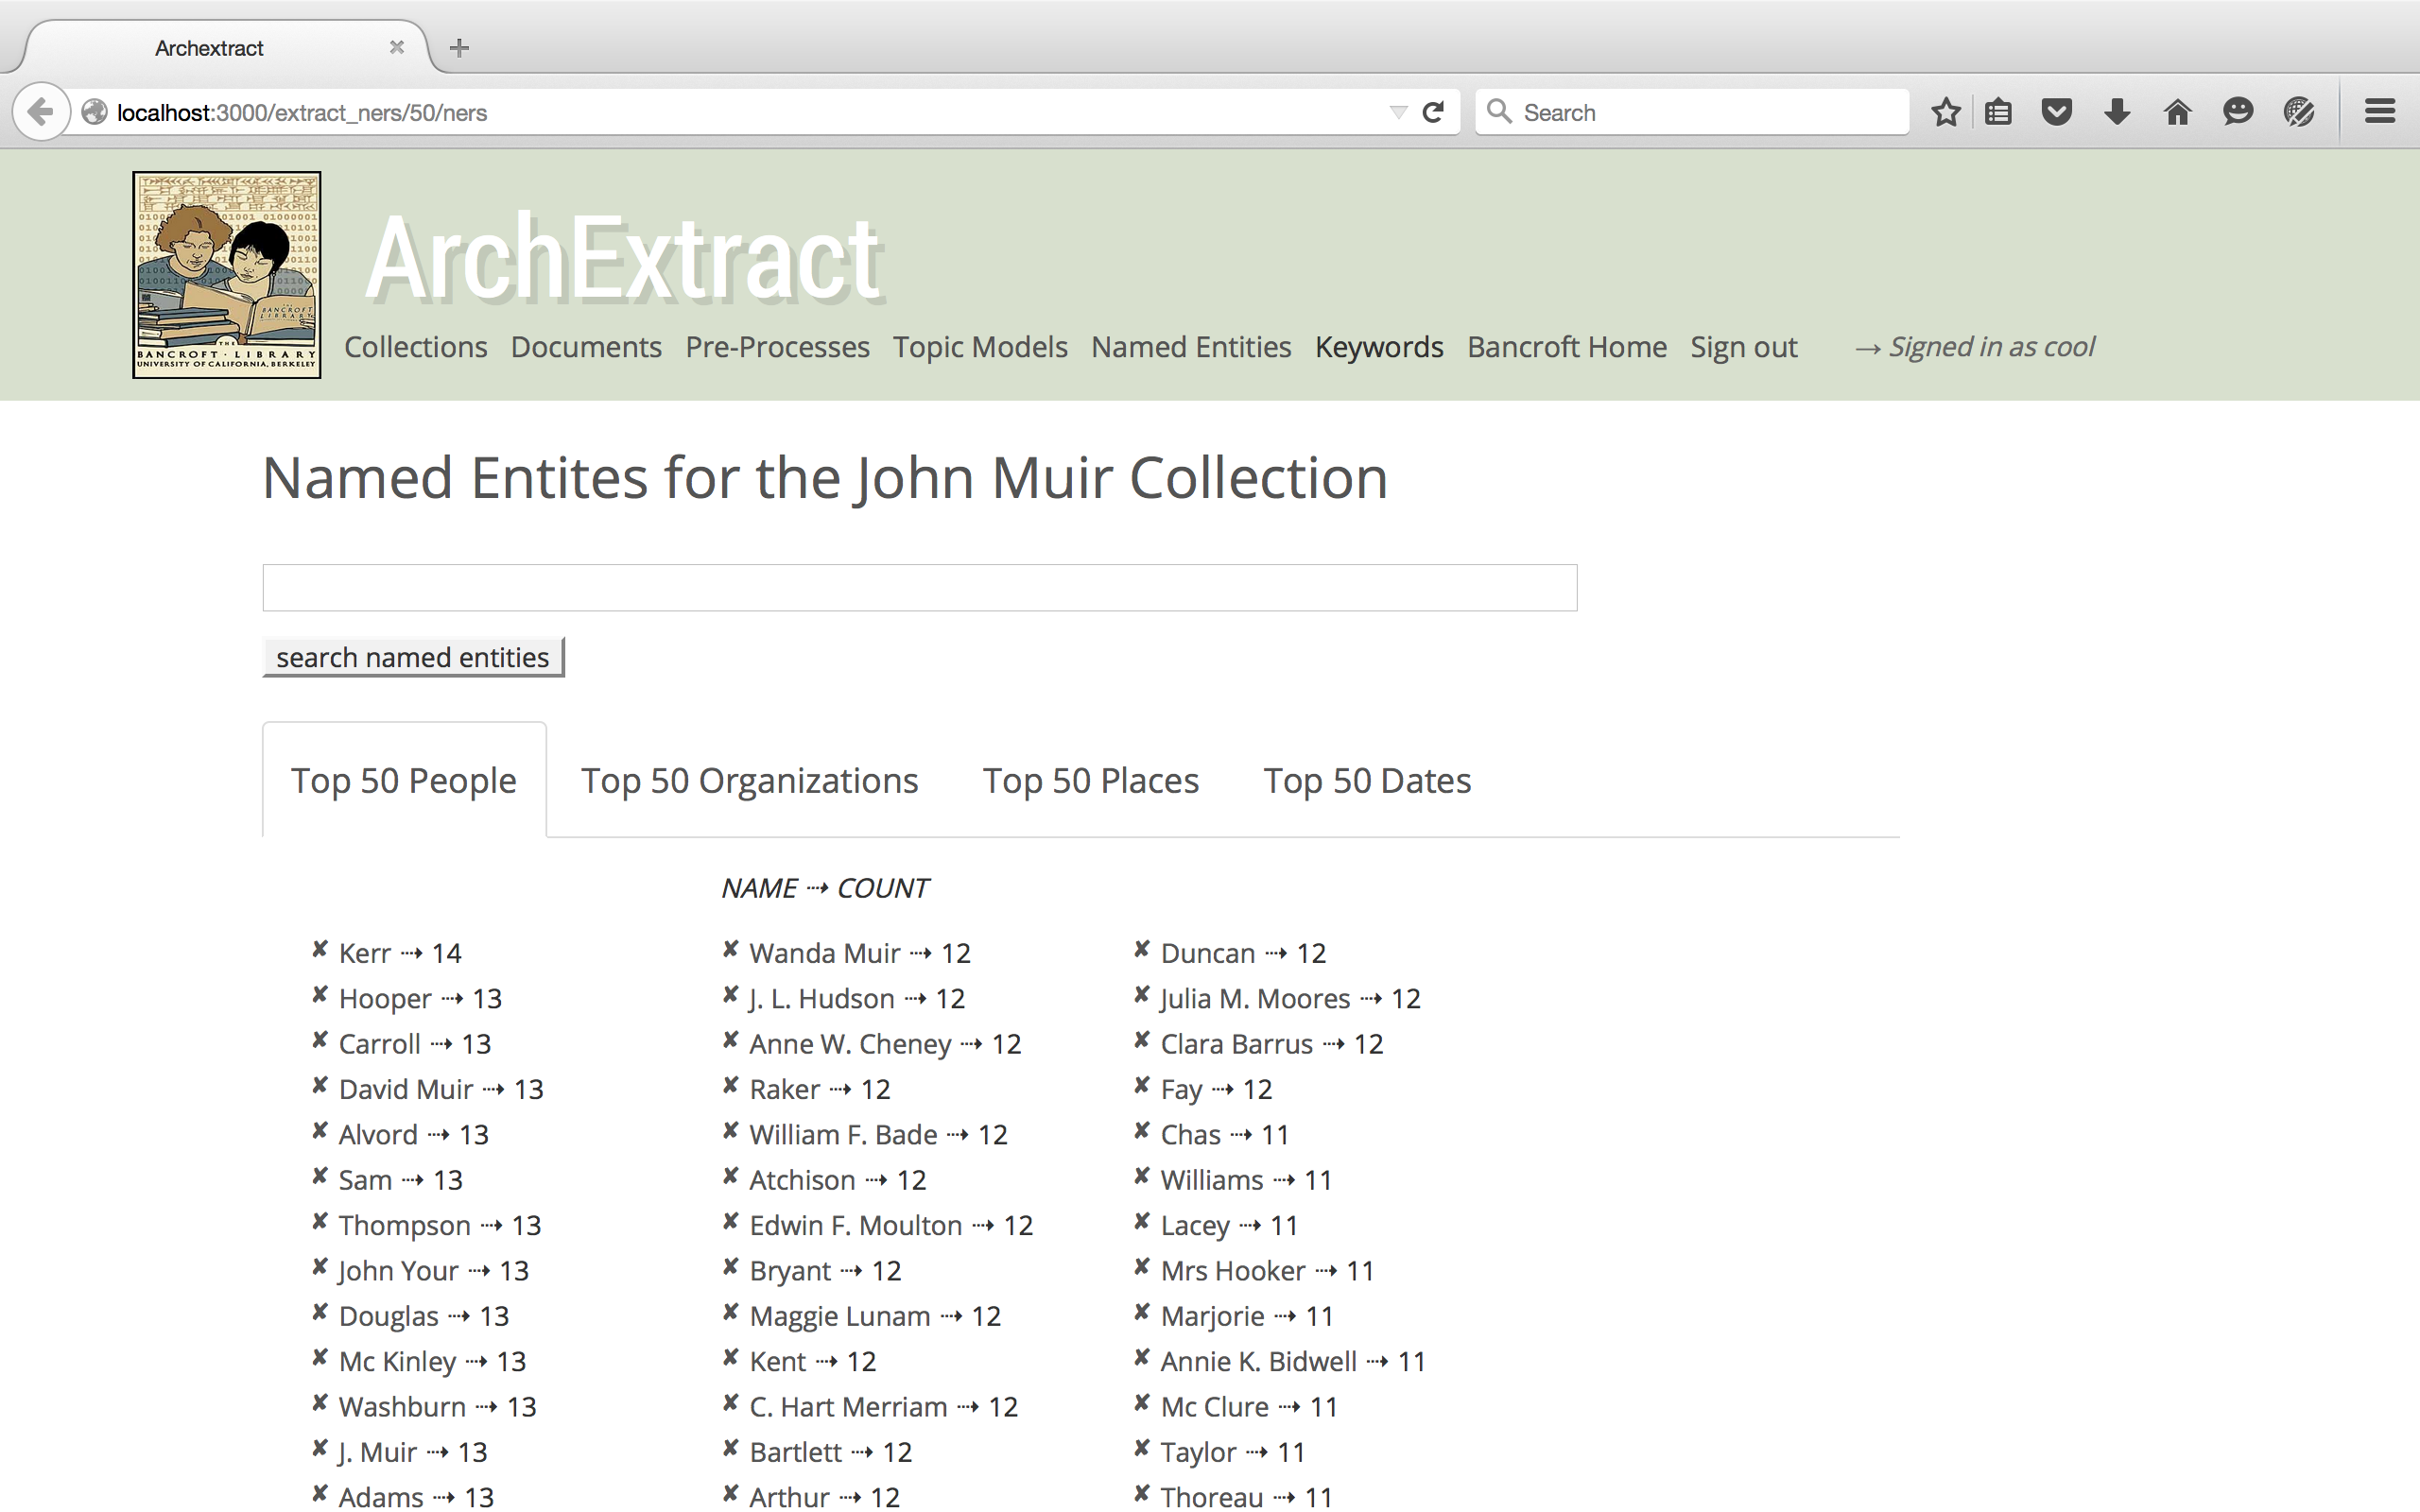 Archextract
localhost:3000/extract_ners/50/ners
Search
BANCROFT LIBRARY
THE
BANCROFT · LIBRARY
UNIVERSITY OF CALIFORNIA, BERKELEY
ArchExtract
Collections Documents Pre-Processes Topic Models Named Entities Keywords Bancroft Home Sign out → Signed in as cool
Named Entites for the John Muir Collection
search named entities
Top 50 People Top 50 Organizations Top 50 Places Top 50 Dates
NAME ⇢ COUNT
✘ Kerr ⇢ 14
✘ Hooper ⇢ 13
✘ Carroll ⇢ 13
✘ David Muir ⇢ 13
✘ Alvord ⇢ 13
✘ Sam ⇢ 13
✘ Thompson ⇢ 13
✘ John Your ⇢ 13
✘ Douglas ⇢ 13
✘ Mc Kinley ⇢ 13
✘ Washburn ⇢ 13
✘ J. Muir ⇢ 13
✘ Adams ⇢ 13
✘ Wanda Muir ⇢ 12
✘ J. L. Hudson ⇢ 12
✘ Anne W. Cheney ⇢ 12
✘ Raker ⇢ 12
✘ William F. Bade ⇢ 12
✘ Atchison ⇢ 12
✘ Edwin F. Moulton ⇢ 12
✘ Bryant ⇢ 12
✘ Maggie Lunam ⇢ 12
✘ Kent ⇢ 12
✘ C. Hart Merriam ⇢ 12
✘ Bartlett ⇢ 12
✘ Arthur ⇢ 12
✘ Duncan ⇢ 12
✘ Julia M. Moores ⇢ 12
✘ Clara Barrus ⇢ 12
✘ Fay ⇢ 12
✘ Chas ⇢ 11
✘ Williams ⇢ 11
✘ Lacey ⇢ 11
✘ Mrs Hooker ⇢ 11
✘ Marjorie ⇢ 11
✘ Annie K. Bidwell ⇢ 11
✘ Mc Clure ⇢ 11
✘ Taylor ⇢ 11
✘ Thoreau ⇢ 11